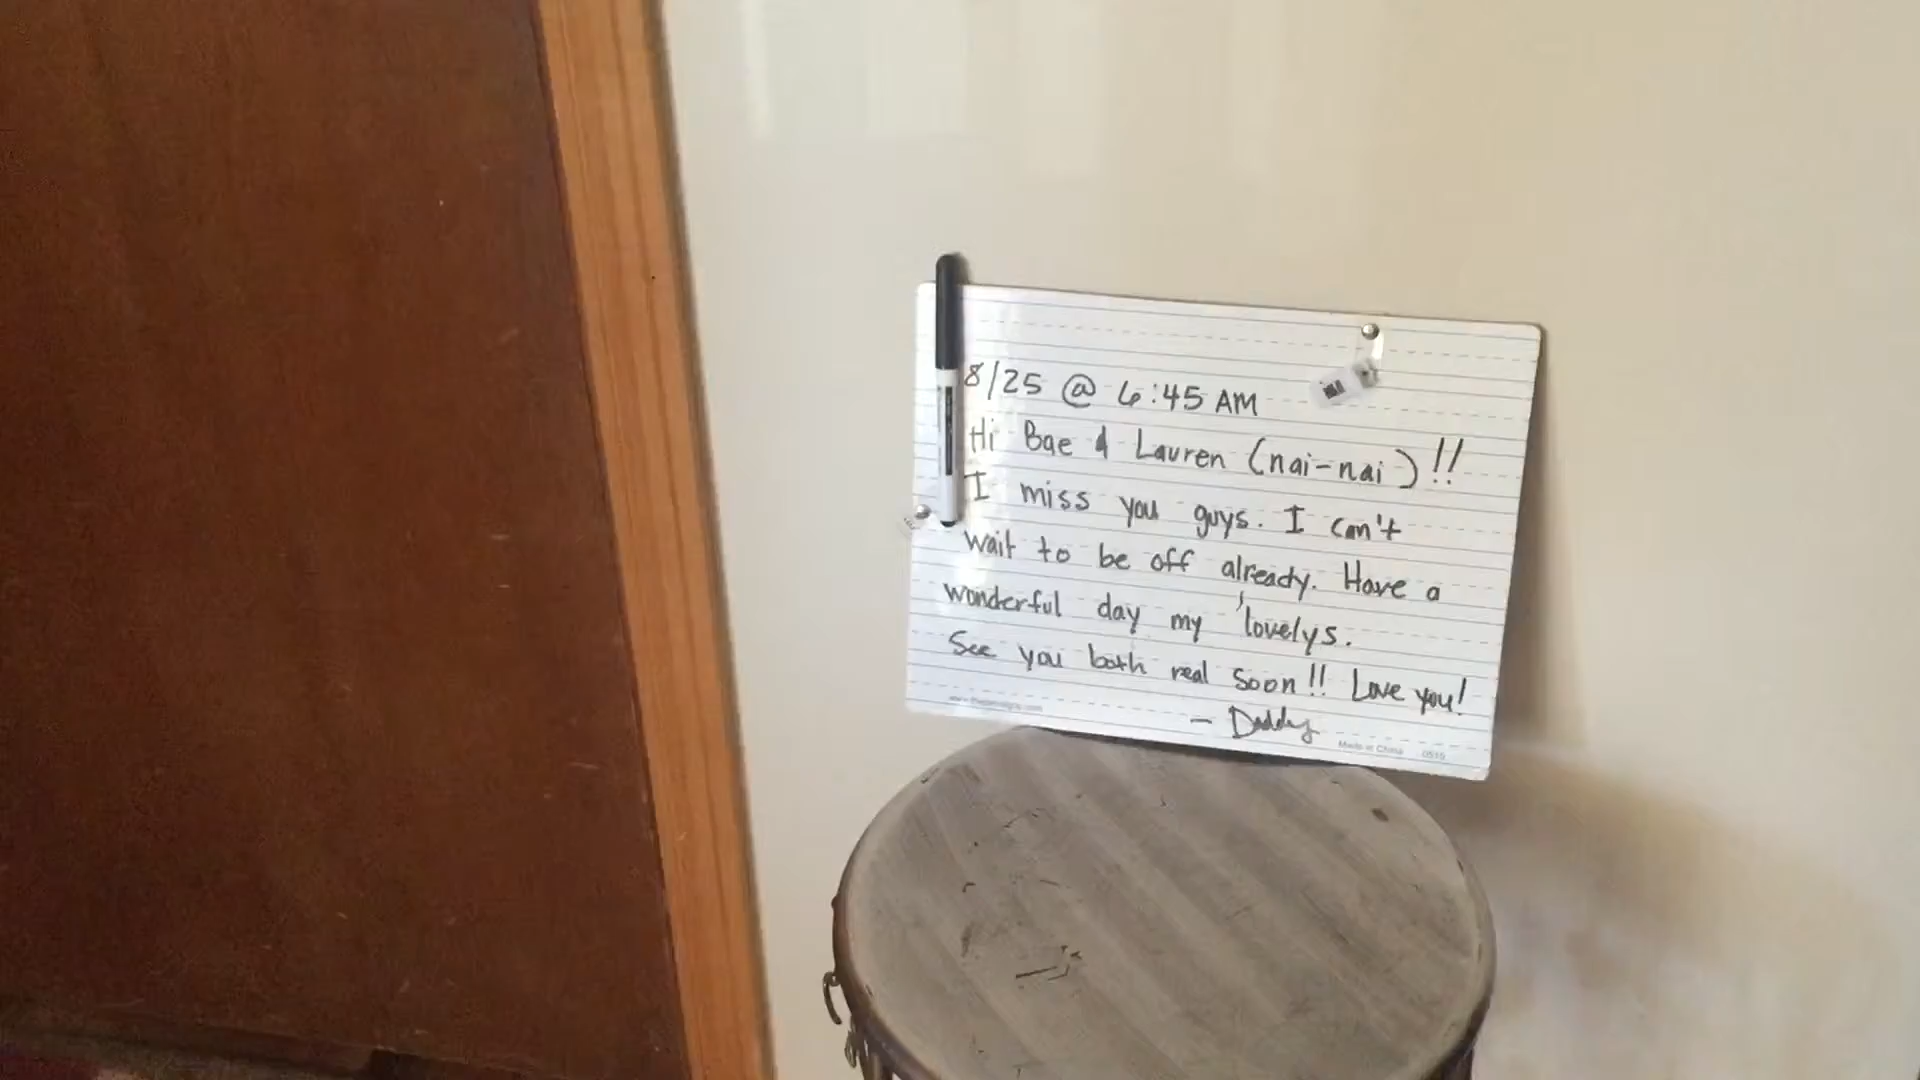 8/25 @ 6:45 AM
Hi Bae & Lauren (nai-nai)!!
I miss you guys. I can't
wait to be off already. Have a
wonderful day my lovelys.
See you both real soon!! Love you!
- Daddy
Made in China 0515